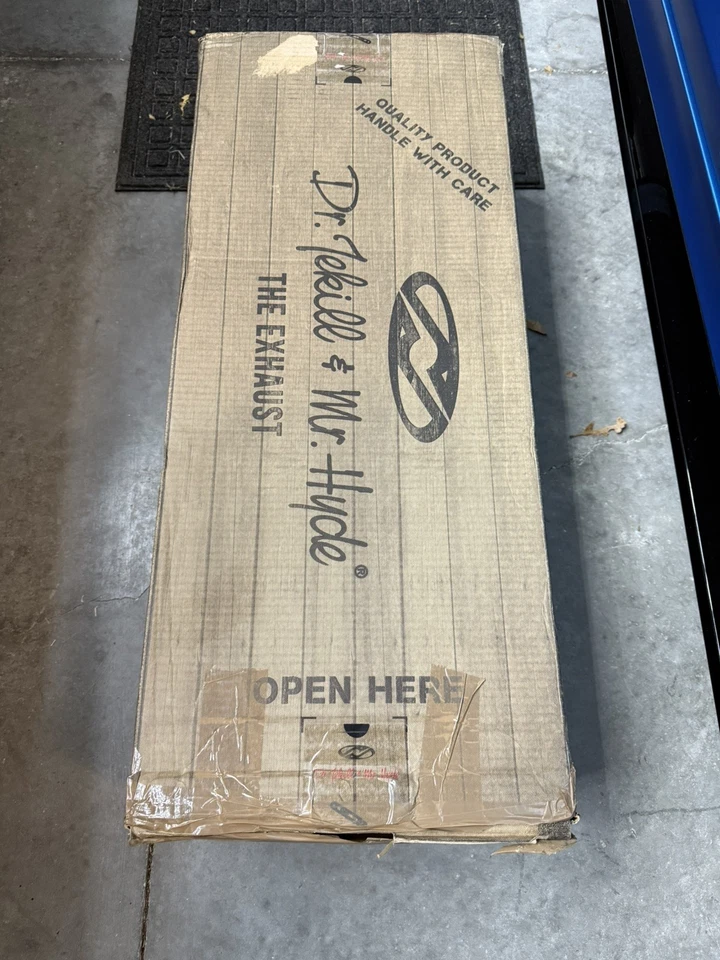 QUALITY PRODUCT
HANDLE WITH CARE
Dr. Jekill & Mr. Hyde®
THE EXHAUST
OPEN HERE